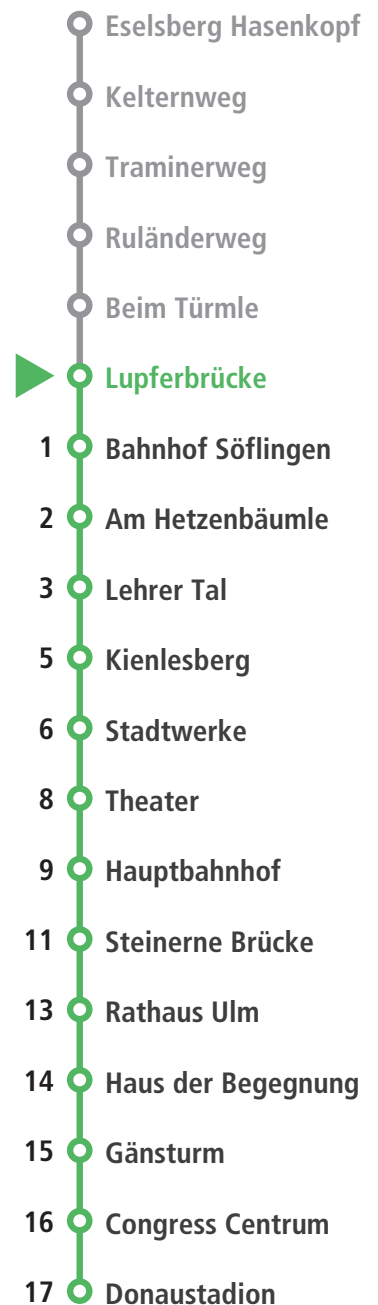 Eselsberg Hasenkopf
Kelternweg
Traminerweg
Ruländerweg
Beim Türmle
Lupferbrücke
1 Bahnhof Söflingen
2 Am Hetzenbäumle
3 Lehrer Tal
5 Kienlesberg
6 Stadtwerke
8 Theater
9 Hauptbahnhof
11 Steinerne Brücke
13 Rathaus Ulm
14 Haus der Begegnung
15 Gänsturm
16 Congress Centrum
17 Donaustadion